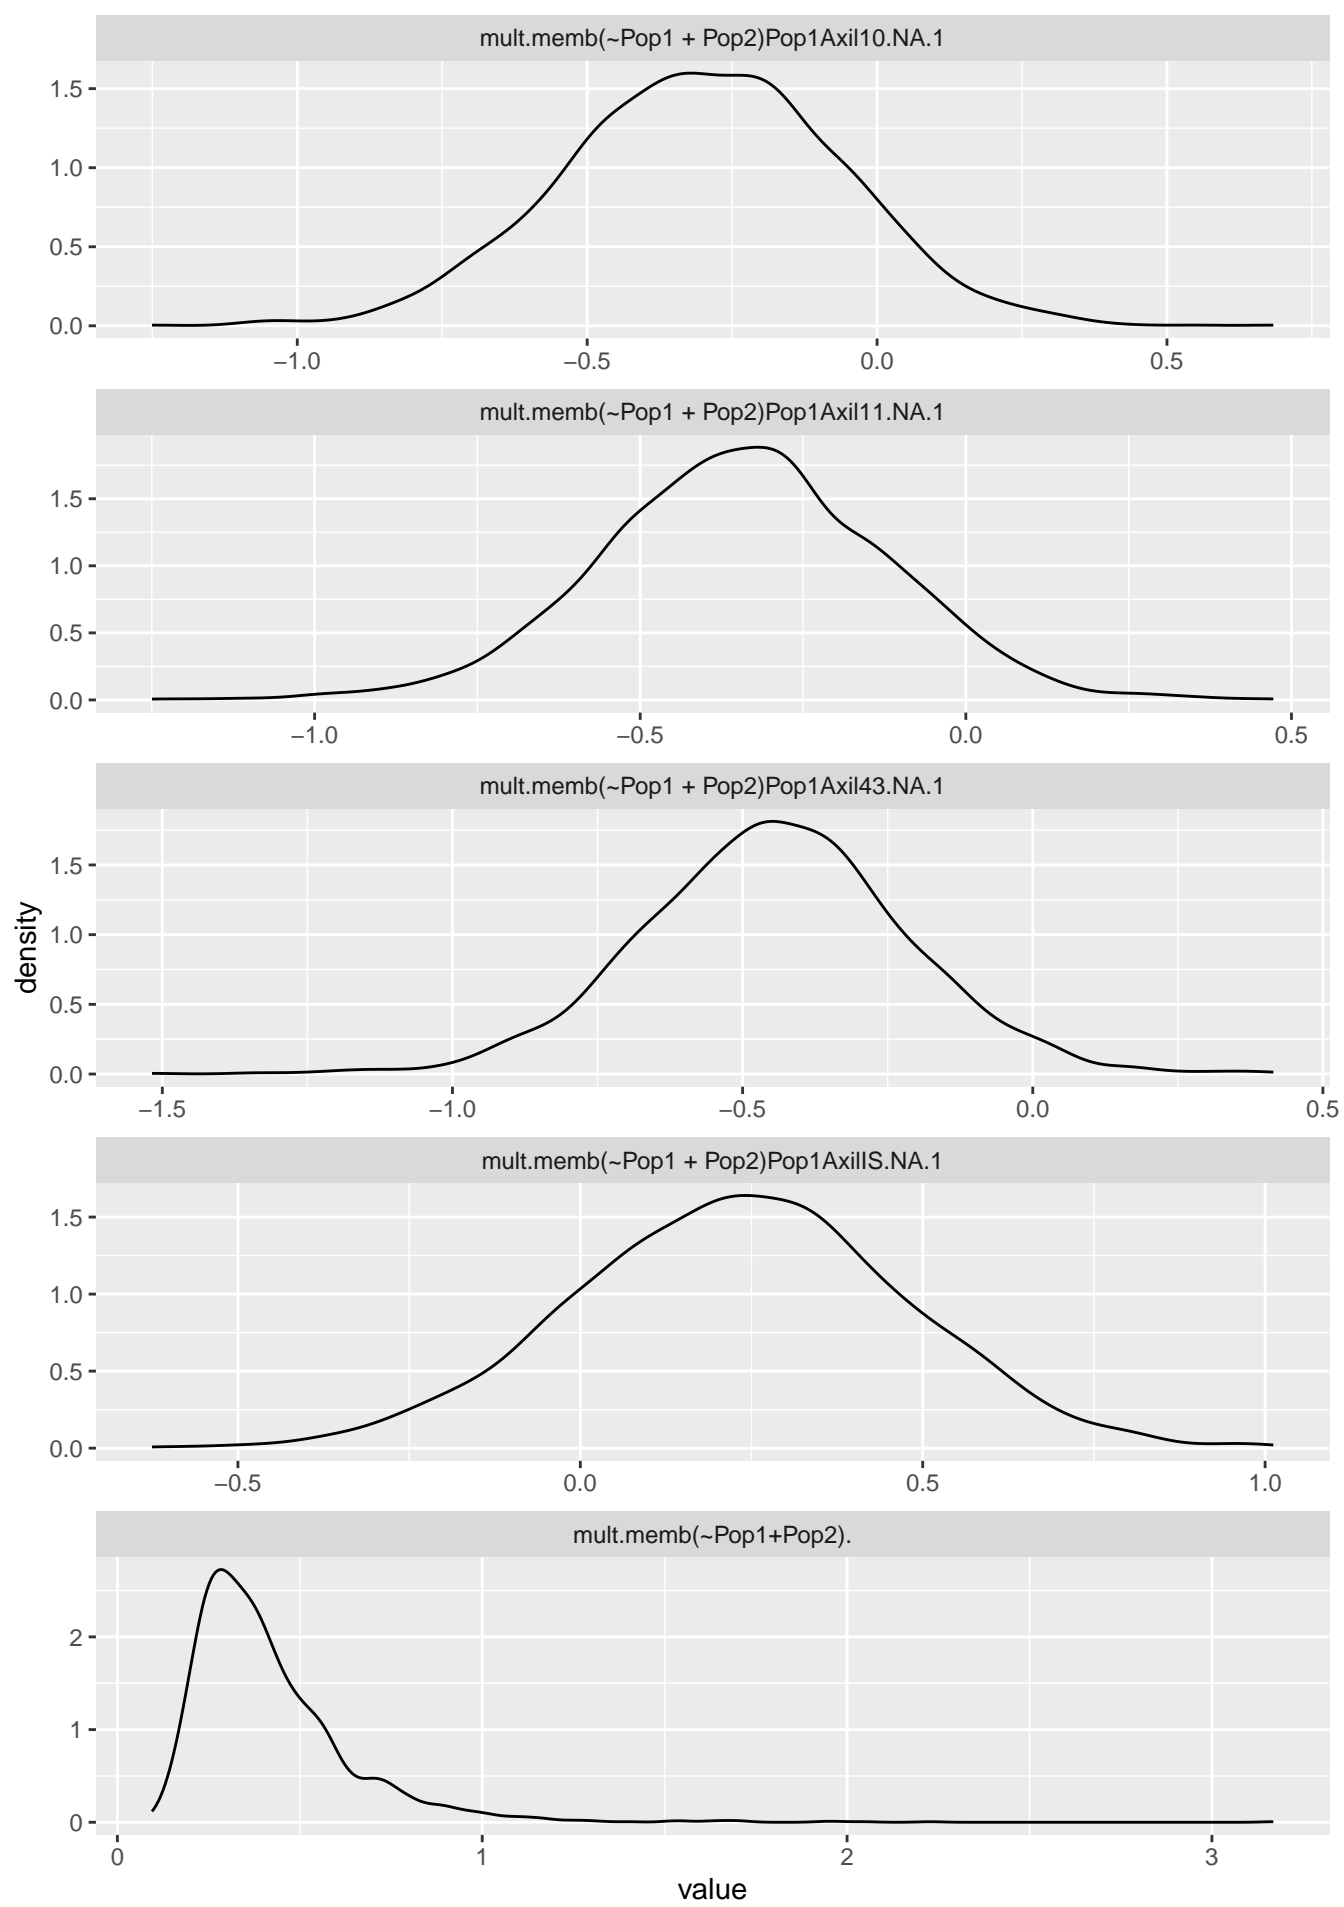 mult.memb(~Pop1 + Pop2)Pop1Axil10.NA.1
1.5
1.0
0.5
0.0
−1.0 −0.5 0.0 0.5
mult.memb(~Pop1 + Pop2)Pop1Axil11.NA.1
1.5
1.0
0.5
0.0
−1.0 −0.5 0.0 0.5
mult.memb(~Pop1 + Pop2)Pop1Axil43.NA.1
1.5
1.0
0.5
0.0
−1.5 −1.0 −0.5 0.0 0.5
density
mult.memb(~Pop1 + Pop2)Pop1AxilIS.NA.1
1.5
1.0
0.5
0.0
−0.5 0.0 0.5 1.0
mult.memb(~Pop1+Pop2).
2
1
0
0 1 2 3
value